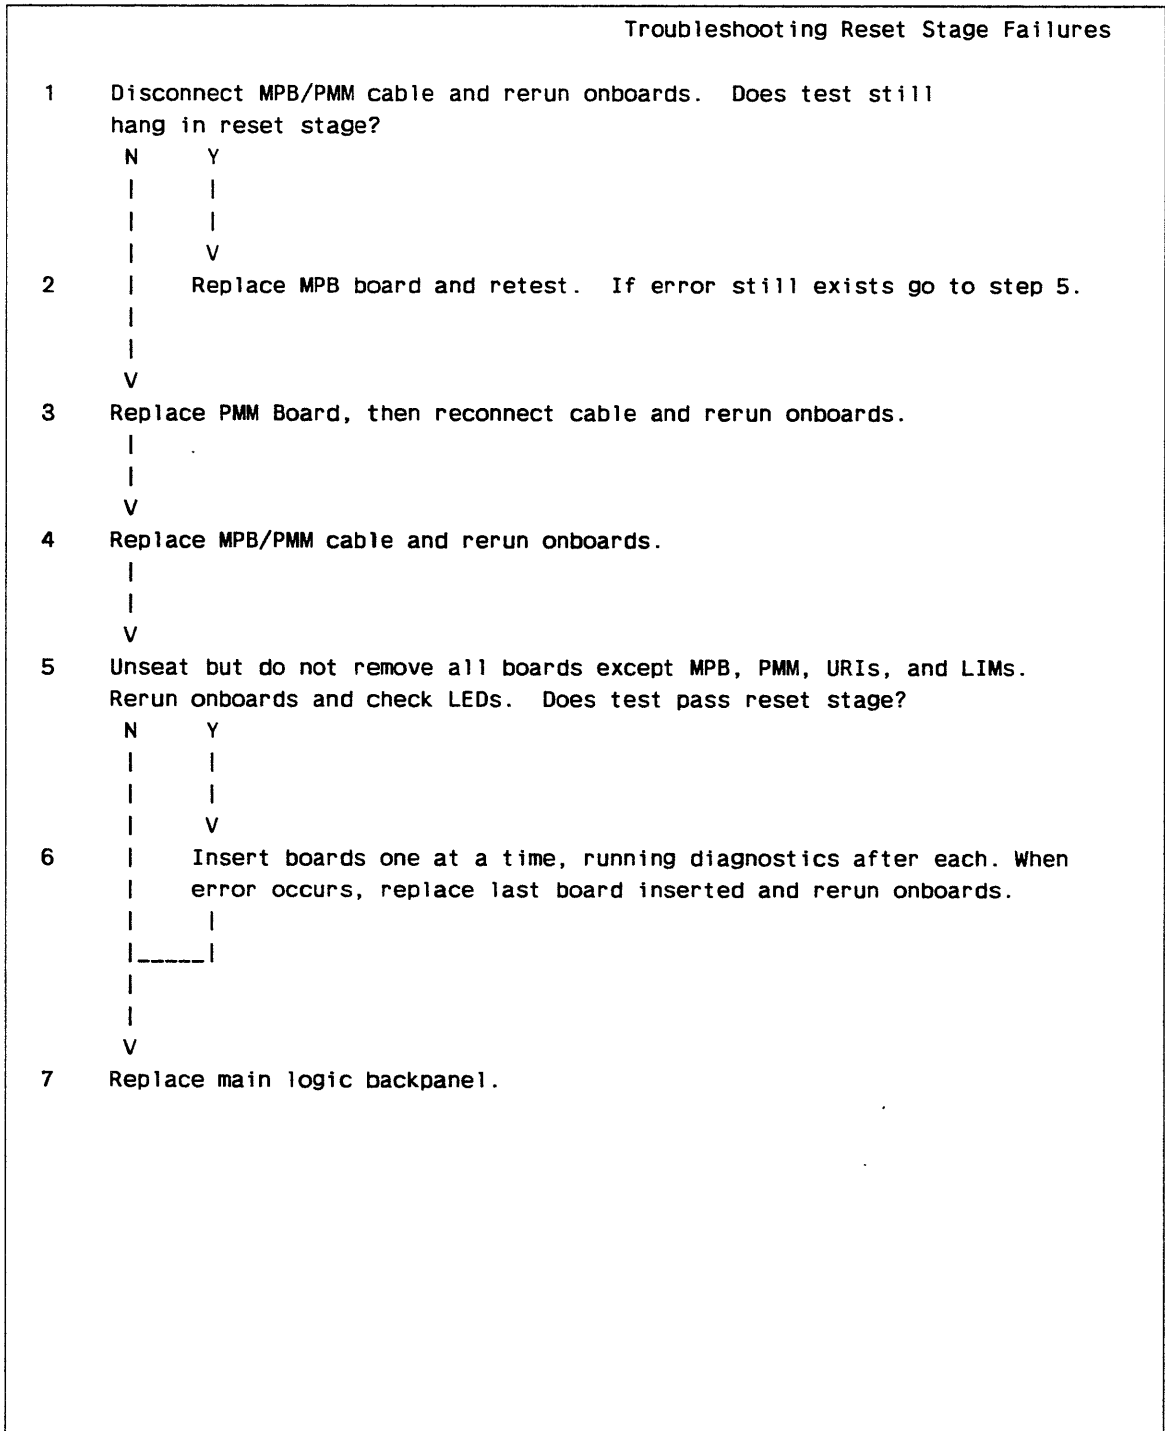 Troubleshooting Reset Stage Failures
1 Disconnect MPB/PMM cable and rerun onboards. Does test still
hang in reset stage?
N Y
| |
| |
| V
2 | Replace MPB board and retest. If error still exists go to step 5.
|
|
V
3 Replace PMM Board, then reconnect cable and rerun onboards.
|
|
V
4 Replace MPB/PMM cable and rerun onboards.
|
|
V
5 Unseat but do not remove all boards except MPB, PMM, URIs, and LIMs.
Rerun onboards and check LEDs. Does test pass reset stage?
N Y
| |
| |
| V
6 | Insert boards one at a time, running diagnostics after each. When
| error occurs, replace last board inserted and rerun onboards.
| |
|_____|
|
|
V
7 Replace main logic backpanel.